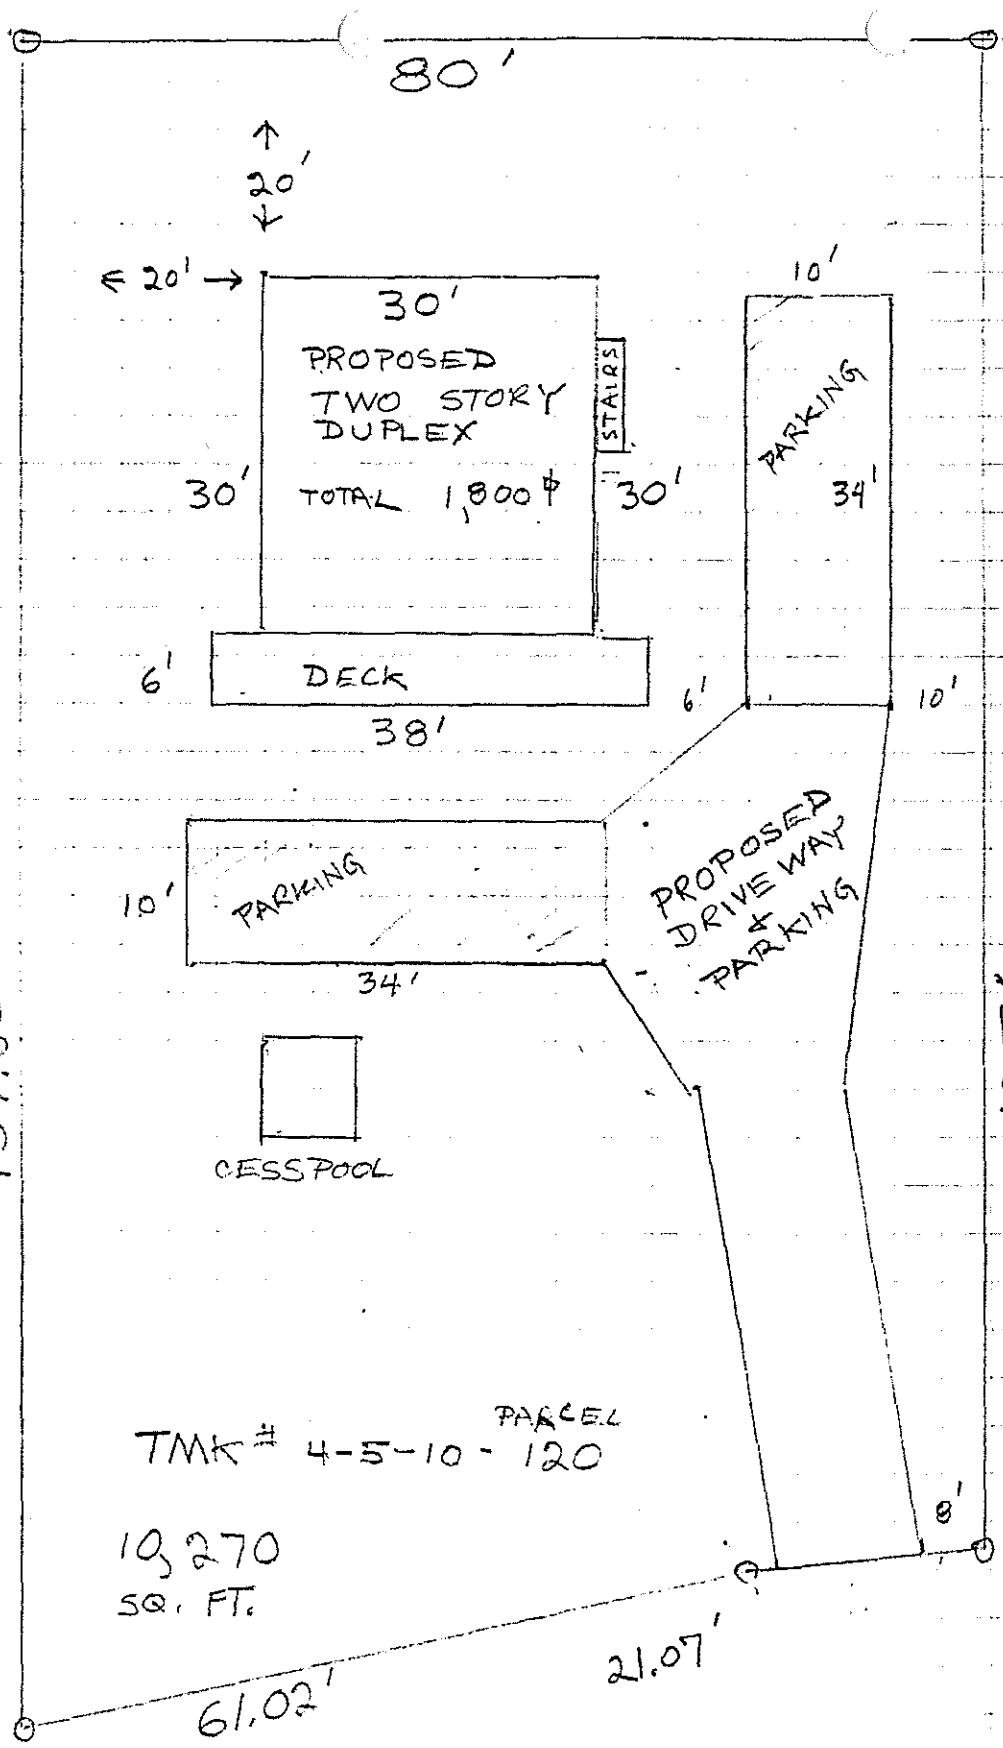 80'
20'
20'
30'
PROPOSED
TWO STORY
DUPLEX
TOTAL 1,800 ⏍
30'
30'
STAIRS
10'
PARKING
34'
6'
DECK
38'
6'
10'
10'
PARKING
34'
PROPOSED
DRIVEWAY
&
PARKING
CESSPOOL
TMK # 4-5-10- PARCEL 120
10,270
SQ. FT.
8'
61.02'
21.07'